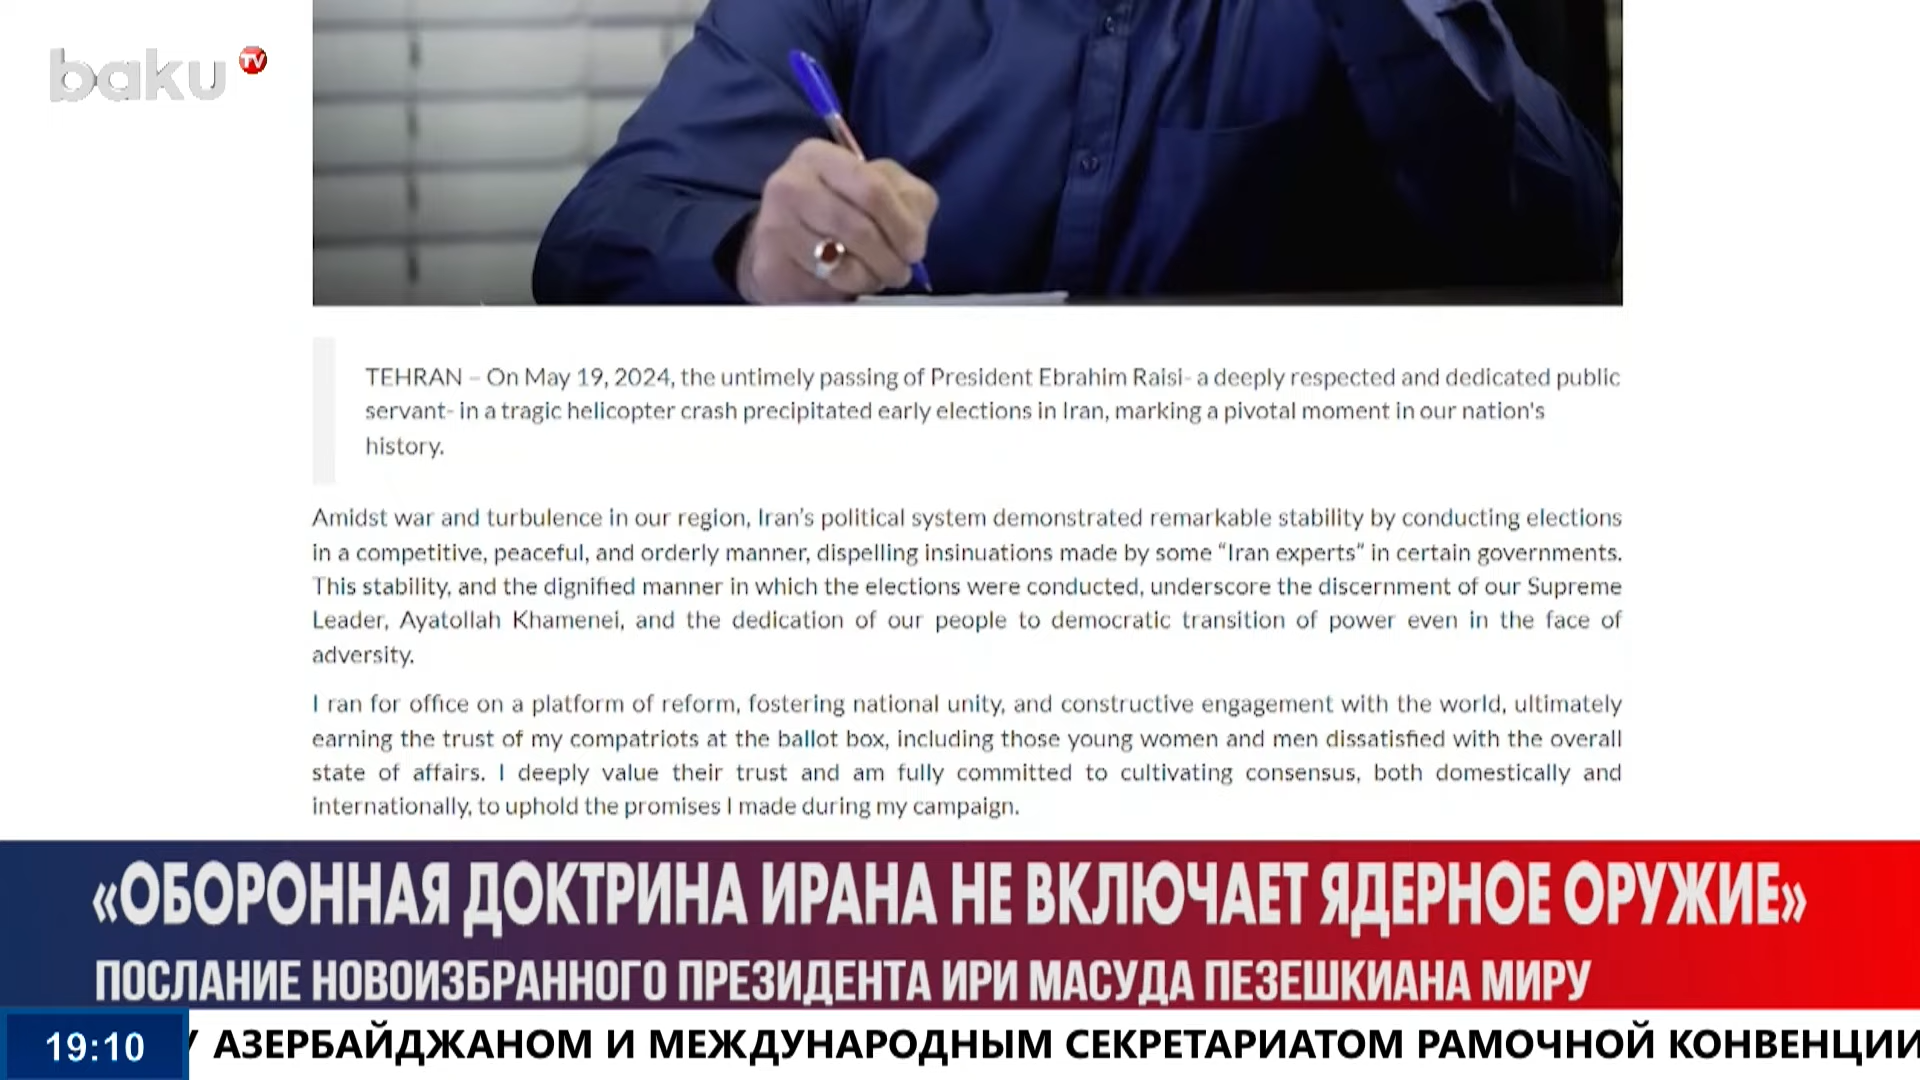 baku TV
TEHRAN – On May 19, 2024, the untimely passing of President Ebrahim Raisi- a deeply respected and dedicated public
servant- in a tragic helicopter crash precipitated early elections in Iran, marking a pivotal moment in our nation's
history.
Amidst war and turbulence in our region, Iran's political system demonstrated remarkable stability by conducting elections
in a competitive, peaceful, and orderly manner, dispelling insinuations made by some “Iran experts” in certain governments.
This stability, and the dignified manner in which the elections were conducted, underscore the discernment of our Supreme
Leader, Ayatollah Khamenei, and the dedication of our people to democratic transition of power even in the face of
adversity.
I ran for office on a platform of reform, fostering national unity, and constructive engagement with the world, ultimately
earning the trust of my compatriots at the ballot box, including those young women and men dissatisfied with the overall
state of affairs. I deeply value their trust and am fully committed to cultivating consensus, both domestically and
internationally, to uphold the promises I made during my campaign.
«ОБОРОННАЯ ДОКТРИНА ИРАНА НЕ ВКЛЮЧАЕТ ЯДЕРНОЕ ОРУЖИЕ»
ПОСЛАНИЕ НОВОИЗБРАННОГО ПРЕЗИДЕНТА ИРИ МАСУДА ПЕЗЕШКИАНА МИРУ
19:10 У АЗЕРБАЙДЖАНОМ И МЕЖДУНАРОДНЫМ СЕКРЕТАРИАТОМ РАМОЧНОЙ КОНВЕНЦИИ